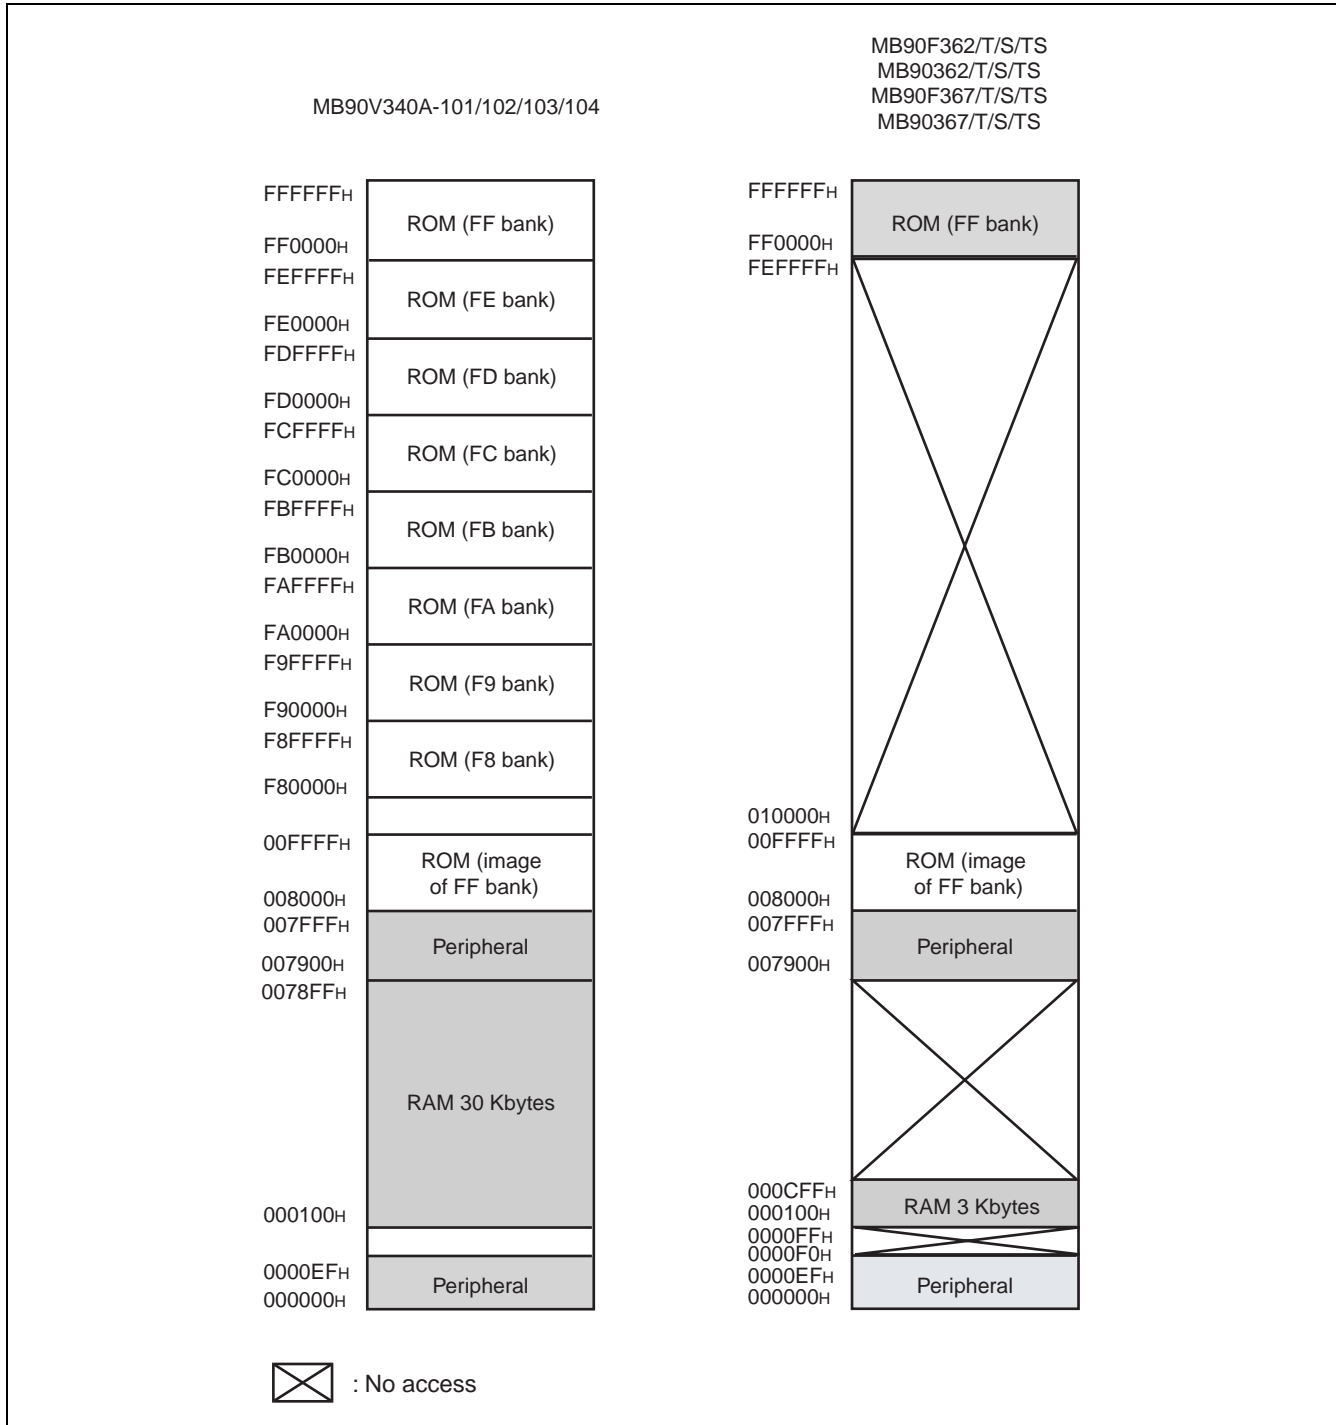 MB90V340A-101/102/103/104
FFFFFFH
ROM (FF bank)
FF0000H
FEFFFFH
ROM (FE bank)
FE0000H
FDFFFFH
ROM (FD bank)
FD0000H
FCFFFFH
ROM (FC bank)
FC0000H
FBFFFFH
ROM (FB bank)
FB0000H
FAFFFFH
ROM (FA bank)
FA0000H
F9FFFFH
ROM (F9 bank)
F90000H
F8FFFFH
ROM (F8 bank)
F80000H
00FFFFH
ROM (image
of FF bank)
008000H
007FFFH
Peripheral
007900H
0078FFH
RAM 30 Kbytes
000100H
0000EFH
Peripheral
000000H
MB90F362/T/S/TS
MB90362/T/S/TS
MB90F367/T/S/TS
MB90367/T/S/TS
FFFFFFH
ROM (FF bank)
FF0000H
FEFFFFH
010000H
00FFFFH
ROM (image
of FF bank)
008000H
007FFFH
Peripheral
007900H
000CFFH
RAM 3 Kbytes
000100H
0000FFH
0000F0H
0000EFH
Peripheral
000000H
: No access